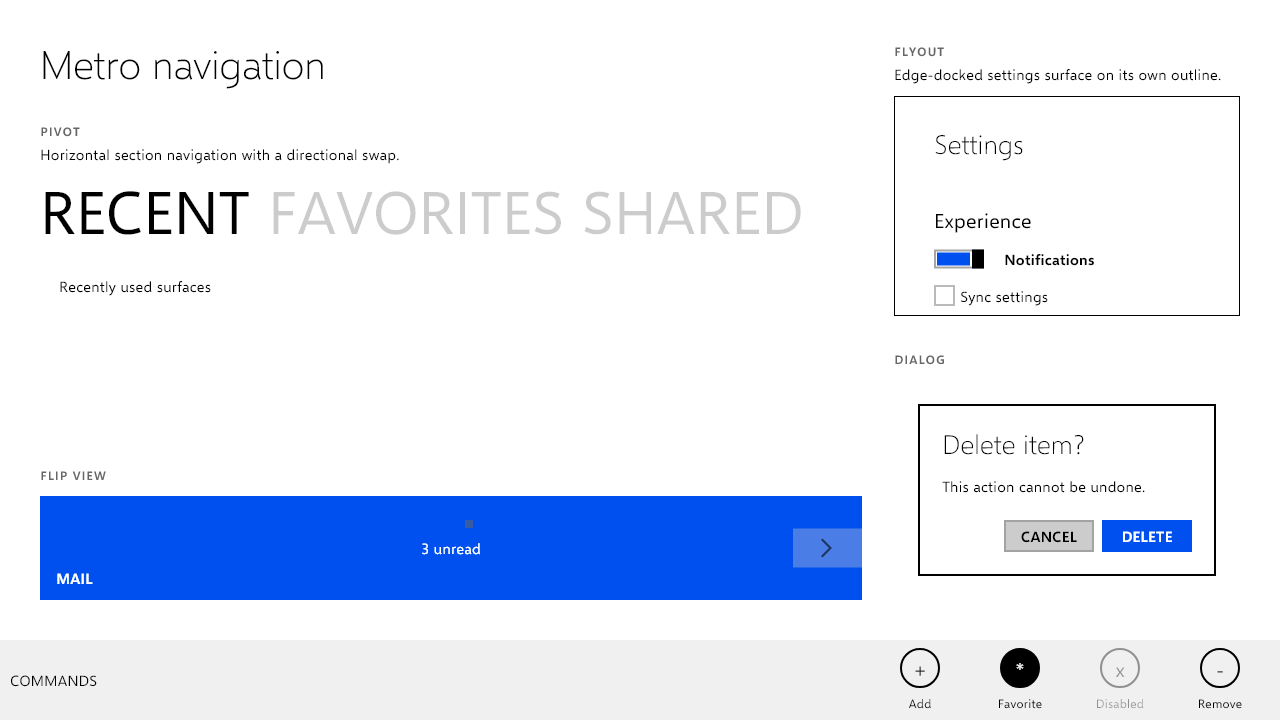 Metro navigation
PIVOT
Horizontal section navigation with a directional swap.
RECENT FAVORITES SHARED
Recently used surfaces
FLIP VIEW
3 unread
MAIL
FLYOUT
Edge-docked settings surface on its own outline.
Settings
Experience
Notifications
Sync settings
DIALOG
Delete item?
This action cannot be undone.
CANCEL DELETE
COMMANDS
+ * x -
Add Favorite Disabled Remove